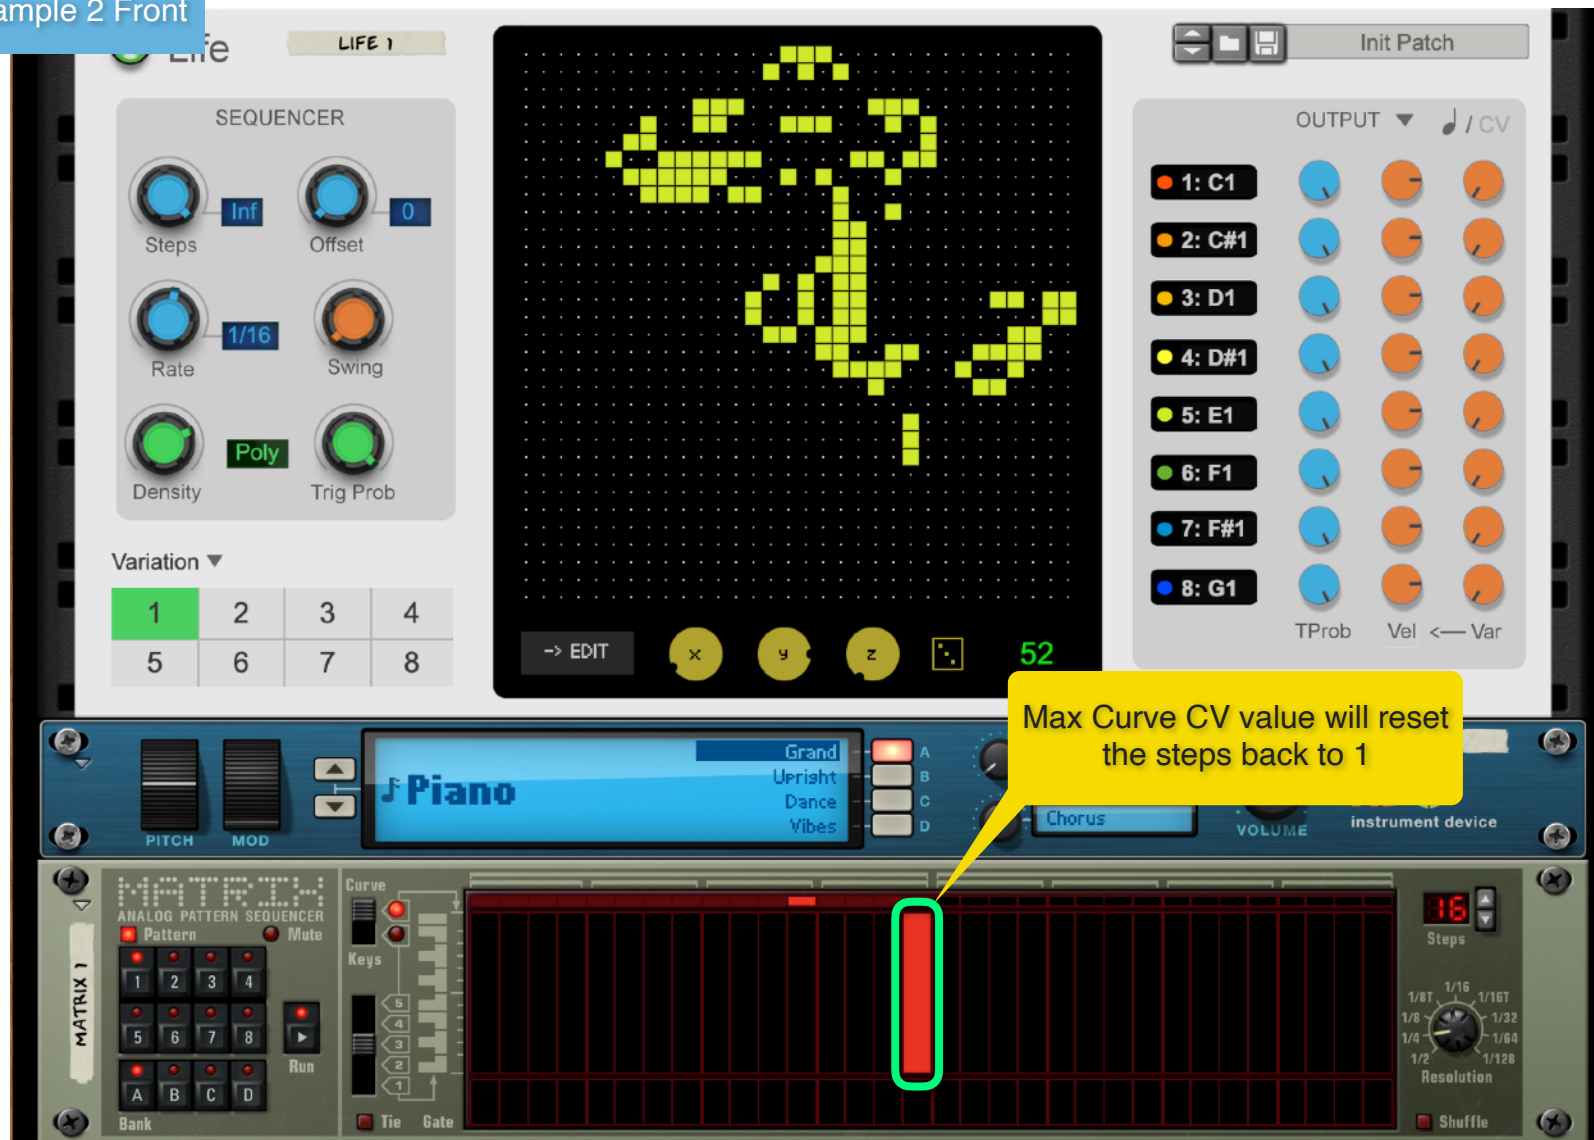 ample 2 Front
Life
LIFE 1
Init Patch
SEQUENCER
OUTPUT
/ CV
Inf
0
Steps
Offset
1/16
Rate
Swing
Poly
Density
Trig Prob
1: C1
2: C#1
3: D1
4: D#1
5: E1
6: F1
7: F#1
8: G1
TProb Vel <— Var
Variation
1 2 3 4
5 6 7 8
-> EDIT
x y z
52
Max Curve CV value will reset
the steps back to 1
PITCH MOD
Piano
Grand
Upright
Dance
Vibes
A
B
C
D
Chorus
VOLUME
instrument device
MATRIX
ANALOG PATTERN SEQUENCER
Pattern Mute
MATRIX 1
1 2 3 4
5 6 7 8
Run
A B C D
Bank
Curve
Keys
5
4
3
2
1
Tie Gate
16
Steps
1/16
1/8T 1/16T
1/8 1/32
1/4 1/64
1/2 1/128
Resolution
Shuffle